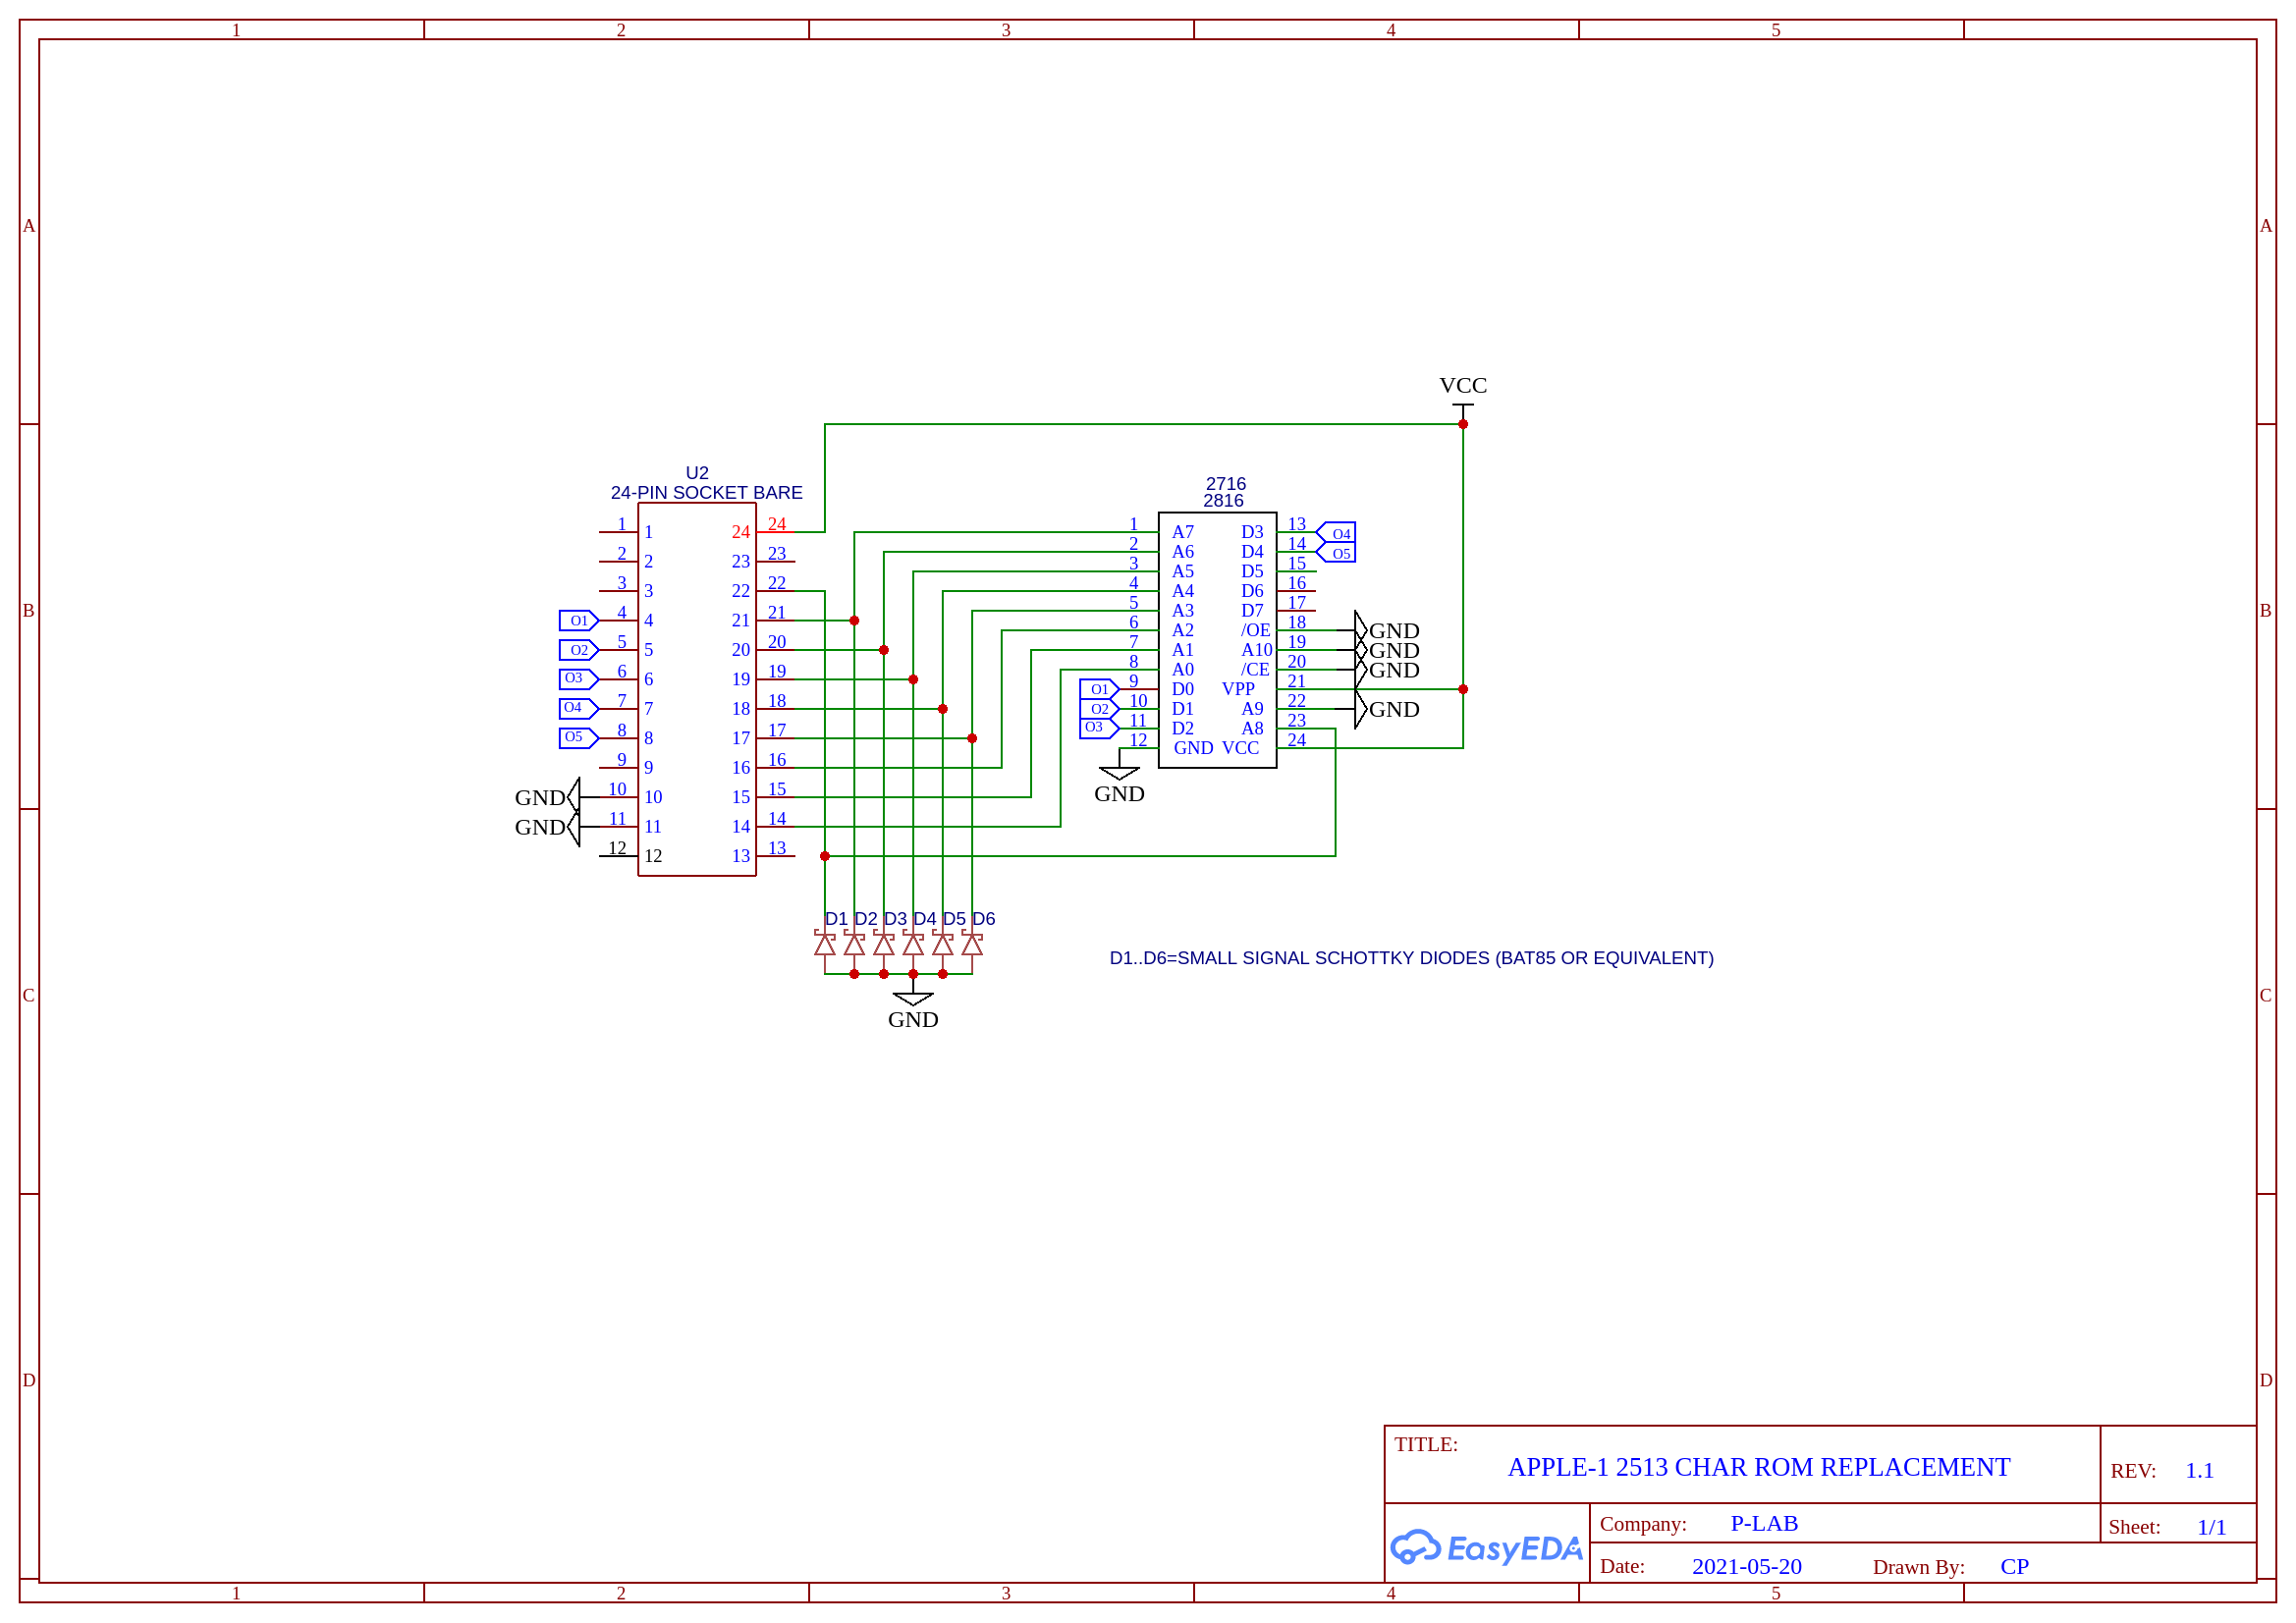 1 2 3 4 5
A A
VCC
U2
24-PIN SOCKET BARE
2716
2816
1 1 24 24
2 2 23 23
3 3 22 22
O1 4 4 21 21
O2 5 5 20 20
O3 6 6 19 19
O4 7 7 18 18
O5 8 8 17 17
9 9 16 16
GND 10 10 15 15
GND 11 11 14 14
12 12 13 13
1 A7 D3 13 O4
2 A6 D4 14 O5
3 A5 D5 15
4 A4 D6 16
5 A3 D7 17
6 A2 /OE 18 GND
7 A1 A10 19 GND
8 A0 /CE 20 GND
O1 9 D0 VPP 21
O2 10 D1 A9 22 GND
O3 11 D2 A8 23
12 GND VCC 24
GND
B B
D1 D2 D3 D4 D5 D6
D1..D6=SMALL SIGNAL SCHOTTKY DIODES (BAT85 OR EQUIVALENT)
GND
C C
D D
TITLE:
APPLE-1 2513 CHAR ROM REPLACEMENT
REV: 1.1
EasyEDA
Company: P-LAB
Sheet: 1/1
Date: 2021-05-20 Drawn By: CP
1 2 3 4 5